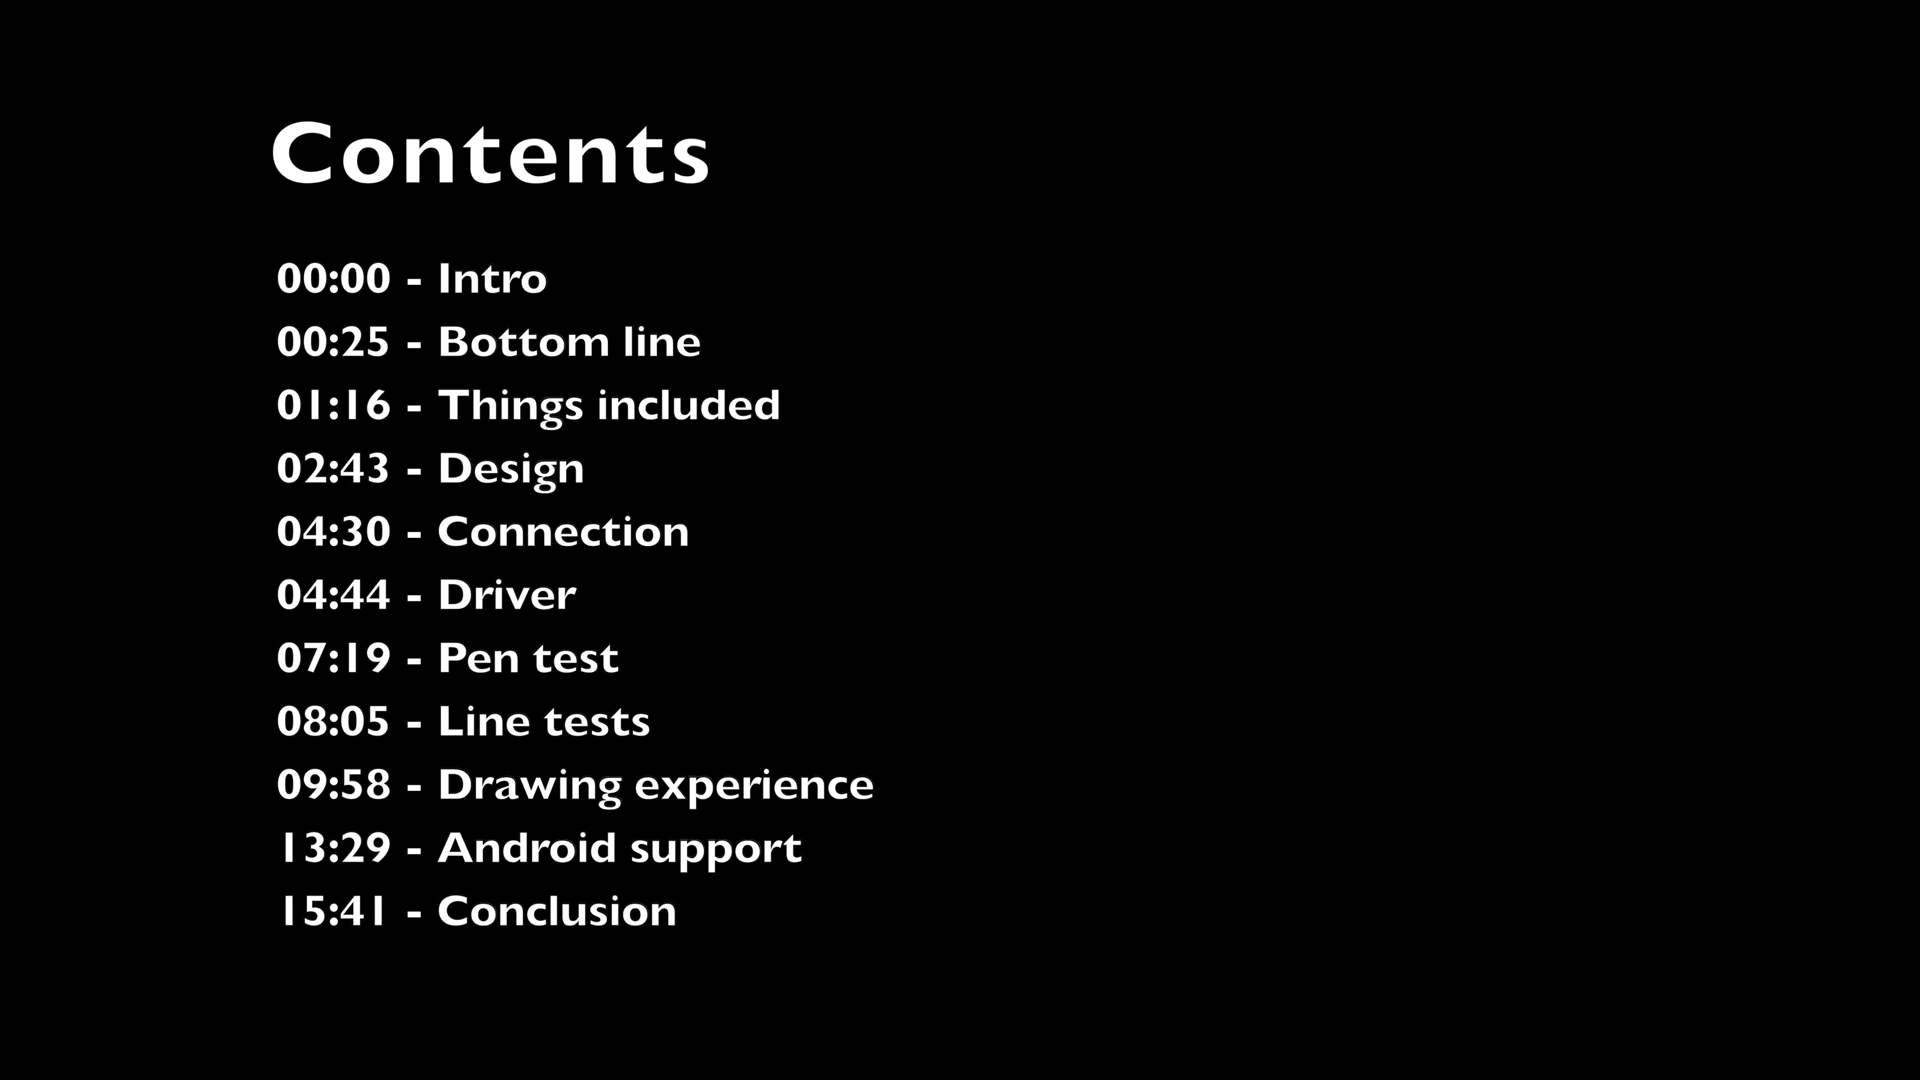 Contents
00:00 - Intro
00:25 - Bottom line
01:16 - Things included
02:43 - Design
04:30 - Connection
04:44 - Driver
07:19 - Pen test
08:05 - Line tests
09:58 - Drawing experience
13:29 - Android support
15:41 - Conclusion